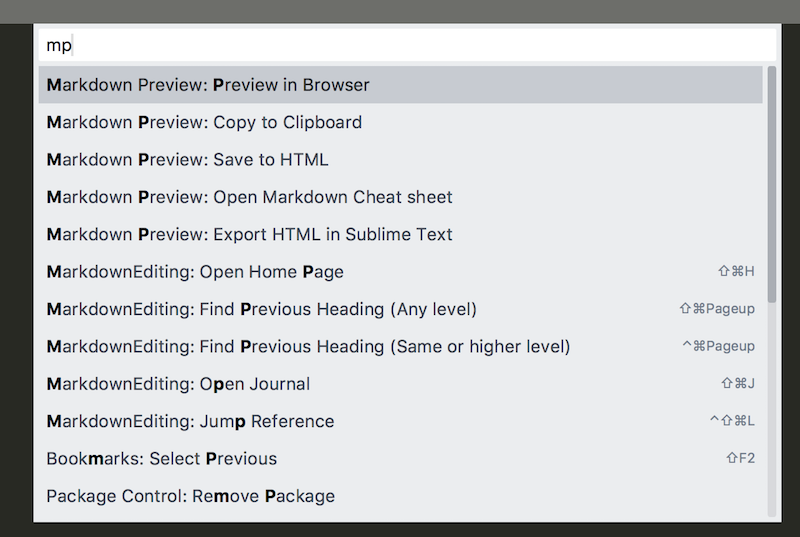 mp
Markdown Preview: Preview in Browser
Markdown Preview: Copy to Clipboard
Markdown Preview: Save to HTML
Markdown Preview: Open Markdown Cheat sheet
Markdown Preview: Export HTML in Sublime Text
MarkdownEditing: Open Home Page ⇧⌘H
MarkdownEditing: Find Previous Heading (Any level) ⇧⌘Pageup
MarkdownEditing: Find Previous Heading (Same or higher level) ^⌘Pageup
MarkdownEditing: Open Journal ⇧⌘J
MarkdownEditing: Jump Reference ^⇧⌘L
Bookmarks: Select Previous ⇧F2
Package Control: Remove Package